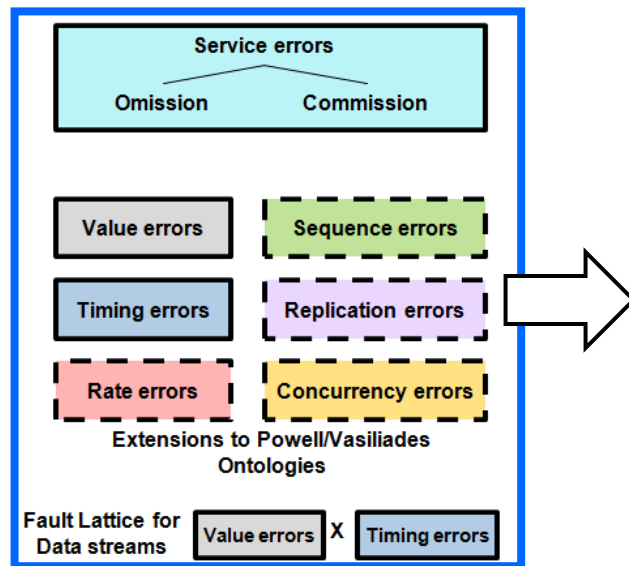 Service errors
Omission Commission
Value errors Sequence errors
Timing errors Replication errors
Rate errors Concurrency errors
Extensions to Powell/Vasiliades
Ontologies
Fault Lattice for
Data streams Value errors X Timing errors